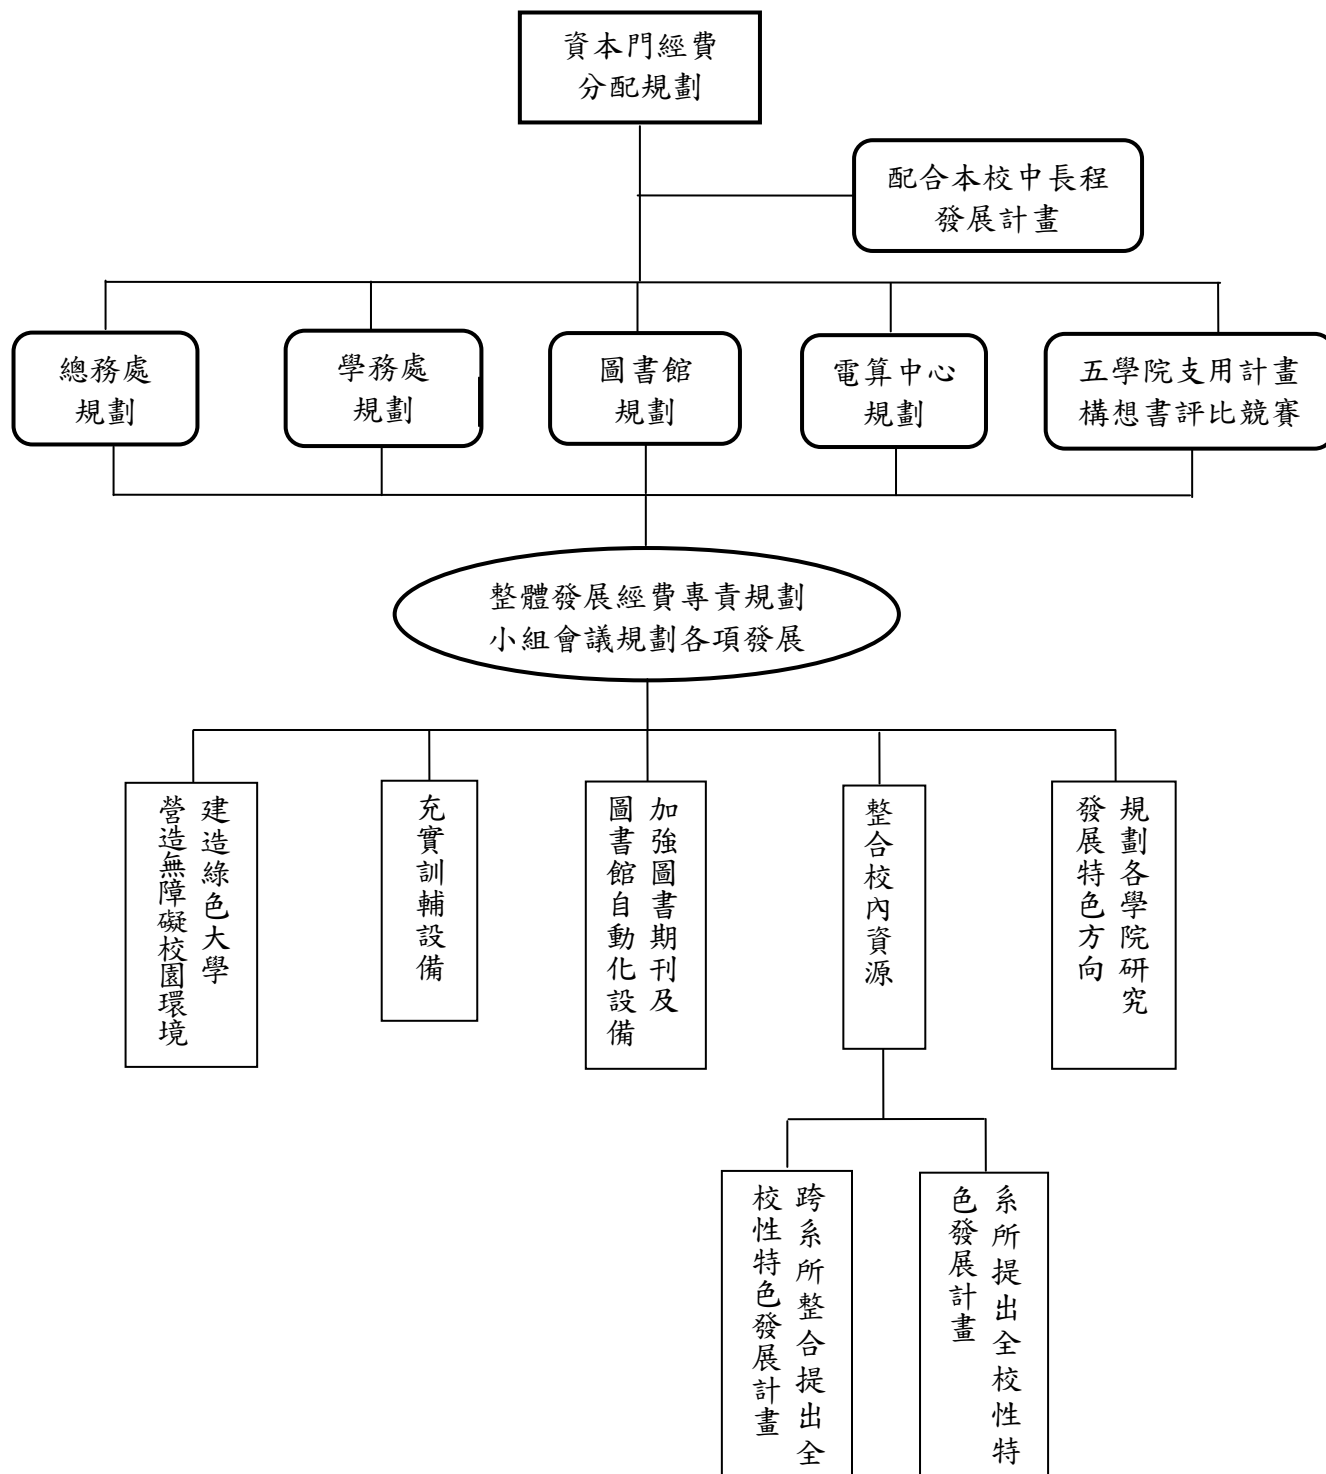 資本門經費
分配規劃
配合本校中長程
發展計畫
總務處
規劃
學務處
規劃
圖書館
規劃
電算中心
規劃
五學院支用計畫
構想書評比競賽
整體發展經費專責規劃
小組會議規劃各項發展
建造綠色大學
營造無障礙校園環境
充實訓輔設備
加強圖書期刊及
圖書館自動化設備
整合校內資源
規劃各學院研究
發展特色方向
跨系所整合提出全
校性特色發展計畫
系所提出全校性特
色發展計畫